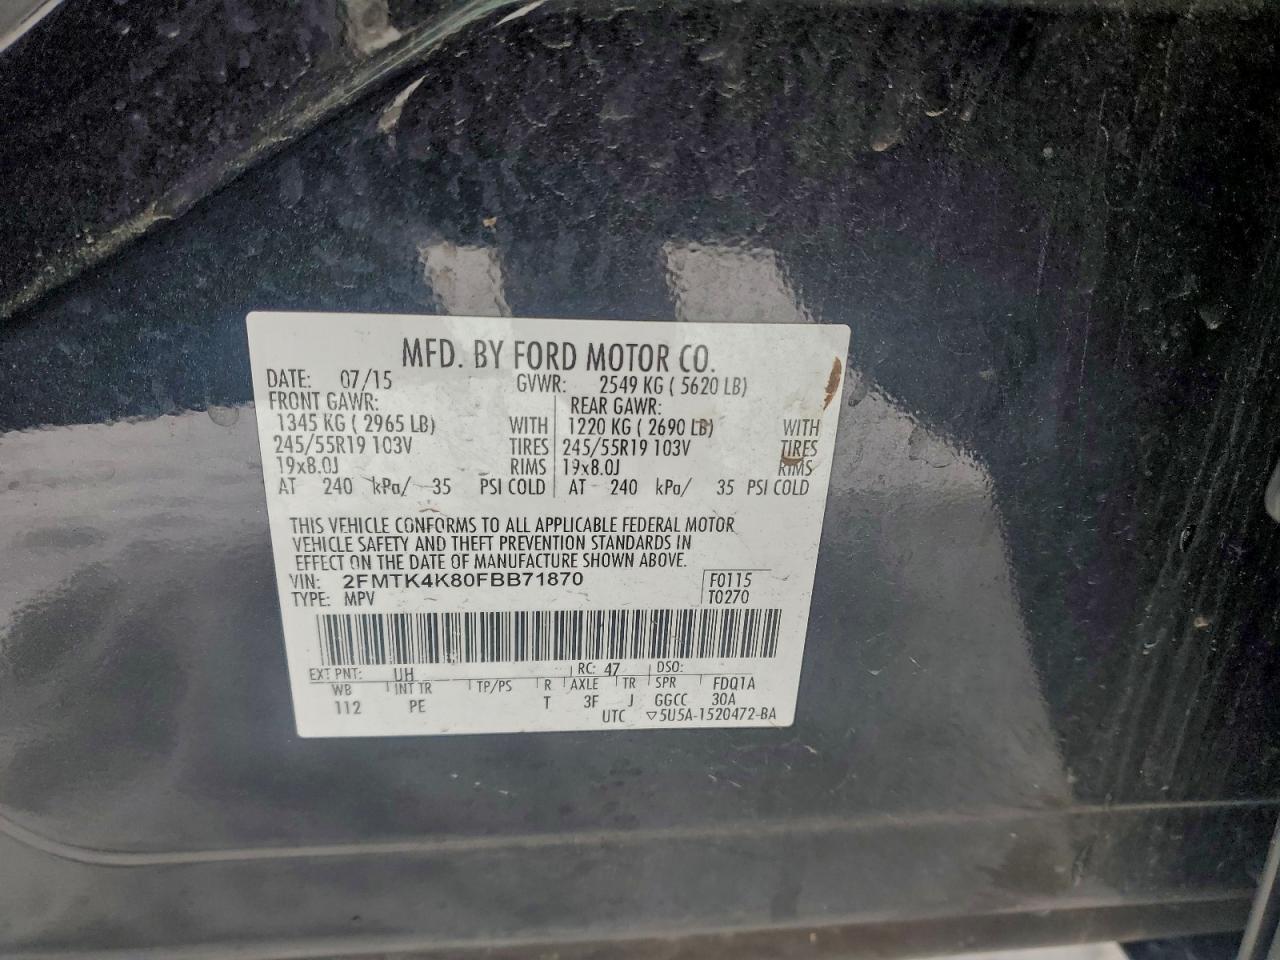 MFD. BY FORD MOTOR CO.
DATE: 07/15 GVWR: 2549 KG ( 5620 LB)
FRONT GAWR: REAR GAWR:
1345 KG ( 2965 LB) WITH 1220 KG ( 2690 LB) WITH
245/55R19 103V TIRES 245/55R19 103V TIRES
19x8.0J RIMS 19x8.0J RIMS
AT 240 kPa/ 35 PSI COLD AT 240 kPa/ 35 PSI COLD
THIS VEHICLE CONFORMS TO ALL APPLICABLE FEDERAL MOTOR
VEHICLE SAFETY AND THEFT PREVENTION STANDARDS IN
EFFECT ON THE DATE OF MANUFACTURE SHOWN ABOVE.
VIN: 2FMTK4K80FBB71870 F0115
TYPE: MPV T0270
EXT PNT: UH RC: 47 DSO:
WB INT TR TP/PS R AXLE TR SPR FDQ1A
112 PE T 3F J GGCC 30A
UTC ▽5U5A-1520472-BA